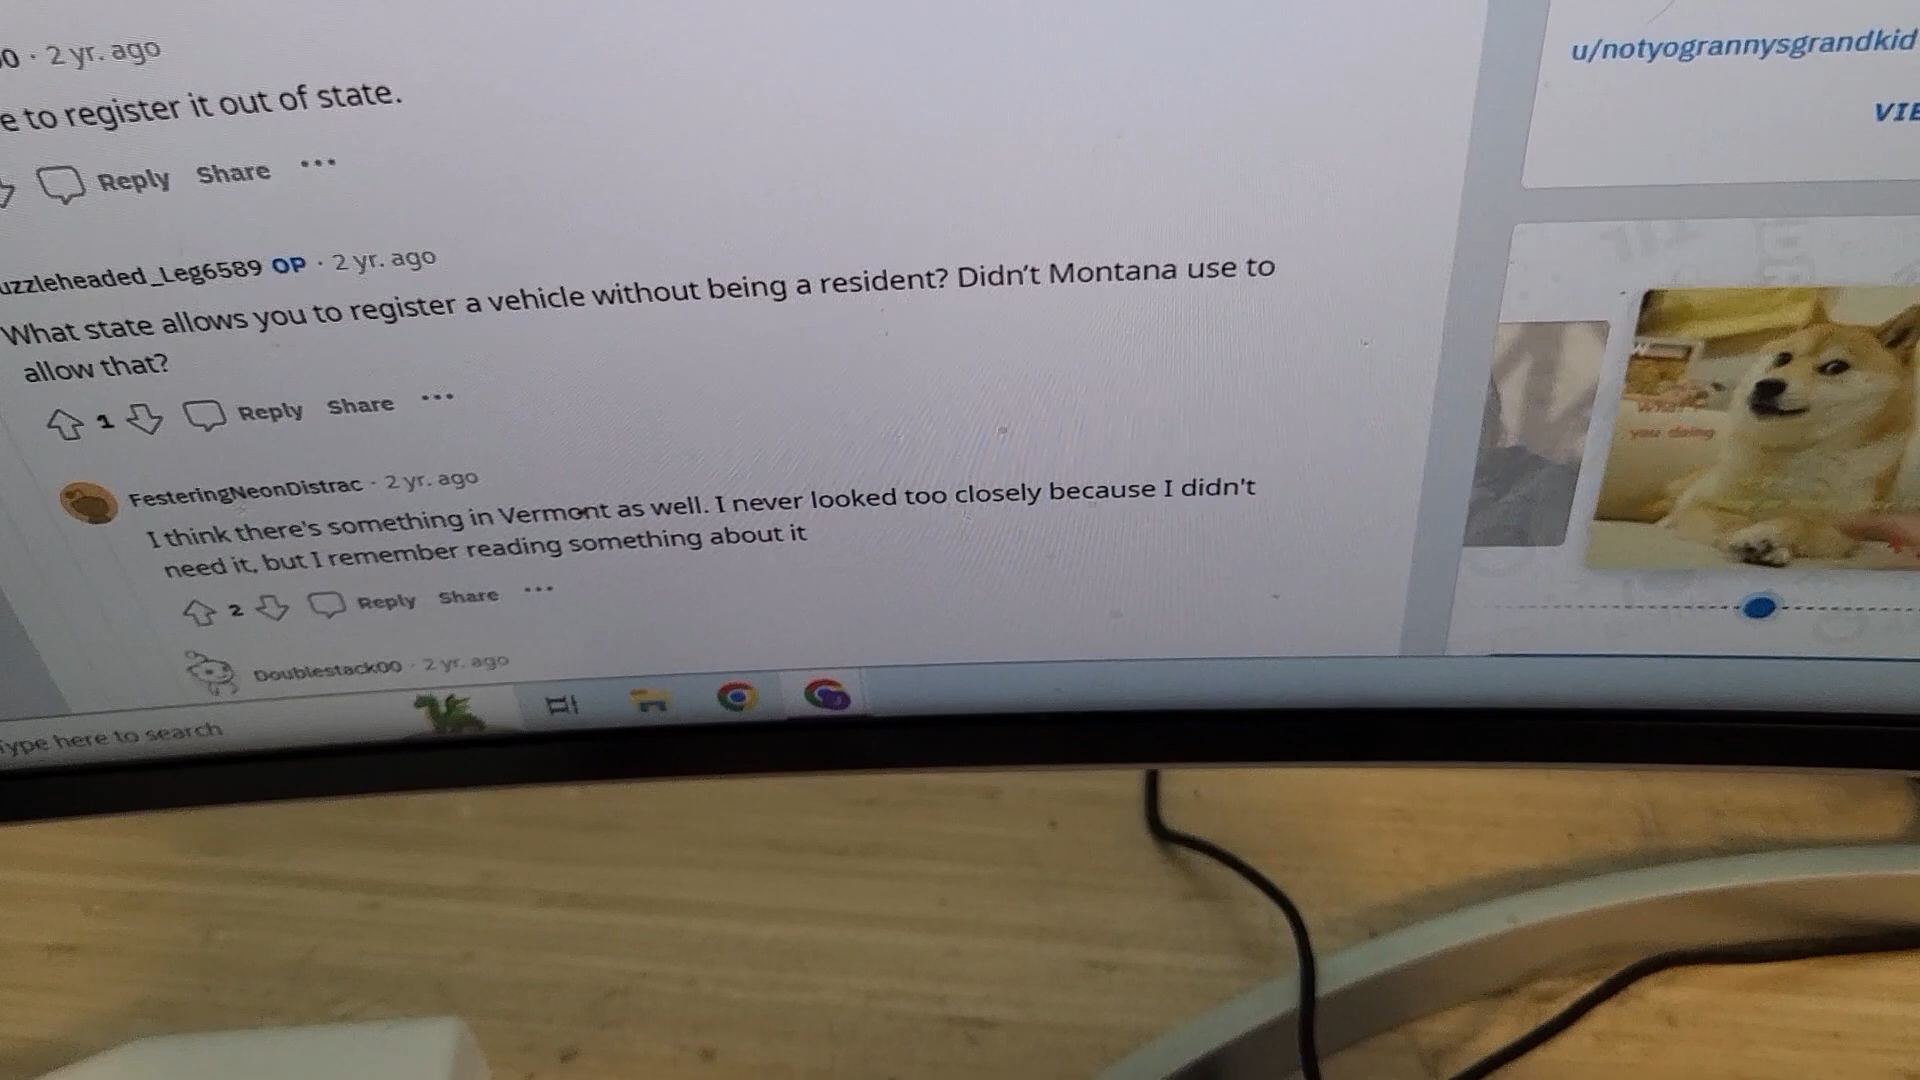 · 2 yr. ago
e to register it out of state.
Reply Share
uzzleheaded_Leg6589 OP · 2 yr. ago
What state allows you to register a vehicle without being a resident? Didn’t Montana use to
allow that?
1 Reply Share
FesteringNeonDistrac · 2 yr. ago
I think there's something in Vermont as well. I never looked too closely because I didn't
need it, but I remember reading something about it
2 Reply Share
Doublestack00 · 2 yr. ago
Type here to search
u/notyograннysgrandkid
VIE
you doing